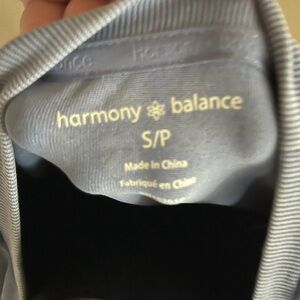 harmony balance
S/P
Made in China
Fabriqué en Chine